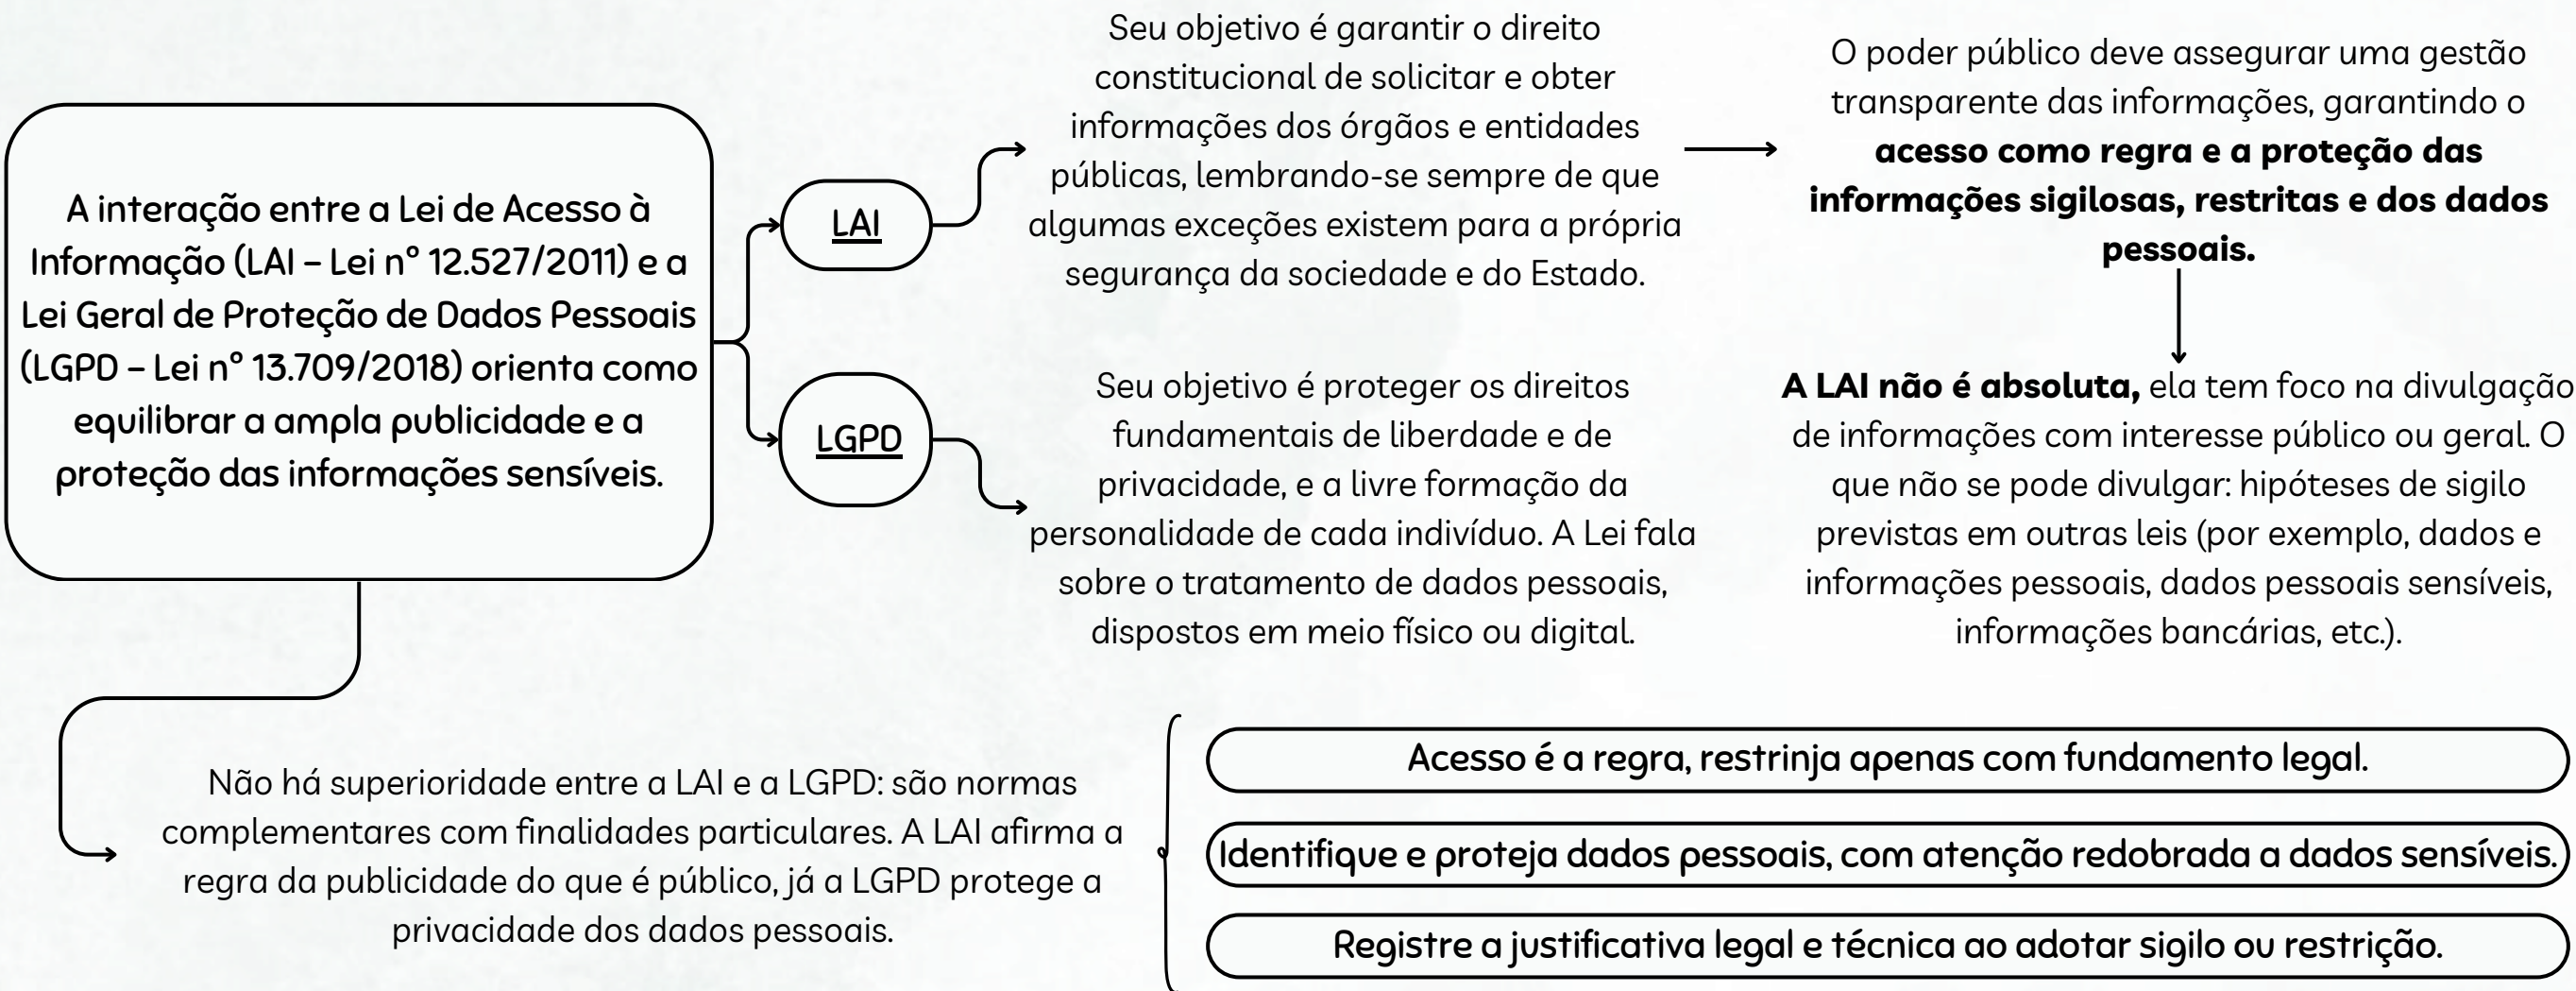 A interação entre a Lei de Acesso à
Informação (LAI – Lei nº 12.527/2011) e a
Lei Geral de Proteção de Dados Pessoais
(LGPD – Lei nº 13.709/2018) orienta como
equilibrar a ampla publicidade e a
proteção das informações sensíveis.
LAI
Seu objetivo é garantir o direito
constitucional de solicitar e obter
informações dos órgãos e entidades
públicas, lembrando-se sempre de que
algumas exceções existem para a própria
segurança da sociedade e do Estado.
O poder público deve assegurar uma gestão
transparente das informações, garantindo o
acesso como regra e a proteção das
informações sigilosas, restritas e dos dados
pessoais.
A LAI não é absoluta, ela tem foco na divulgação
de informações com interesse público ou geral. O
que não se pode divulgar: hipóteses de sigilo
previstas em outras leis (por exemplo, dados e
informações pessoais, dados pessoais sensíveis,
informações bancárias, etc.).
LGPD
Seu objetivo é proteger os direitos
fundamentais de liberdade e de
privacidade, e a livre formação da
personalidade de cada indivíduo. A Lei fala
sobre o tratamento de dados pessoais,
dispostos em meio físico ou digital.
Não há superioridade entre a LAI e a LGPD: são normas
complementares com finalidades particulares. A LAI afirma a
regra da publicidade do que é público, já a LGPD protege a
privacidade dos dados pessoais.
Acesso é a regra, restrinja apenas com fundamento legal.
Identifique e proteja dados pessoais, com atenção redobrada a dados sensíveis.
Registre a justificativa legal e técnica ao adotar sigilo ou restrição.